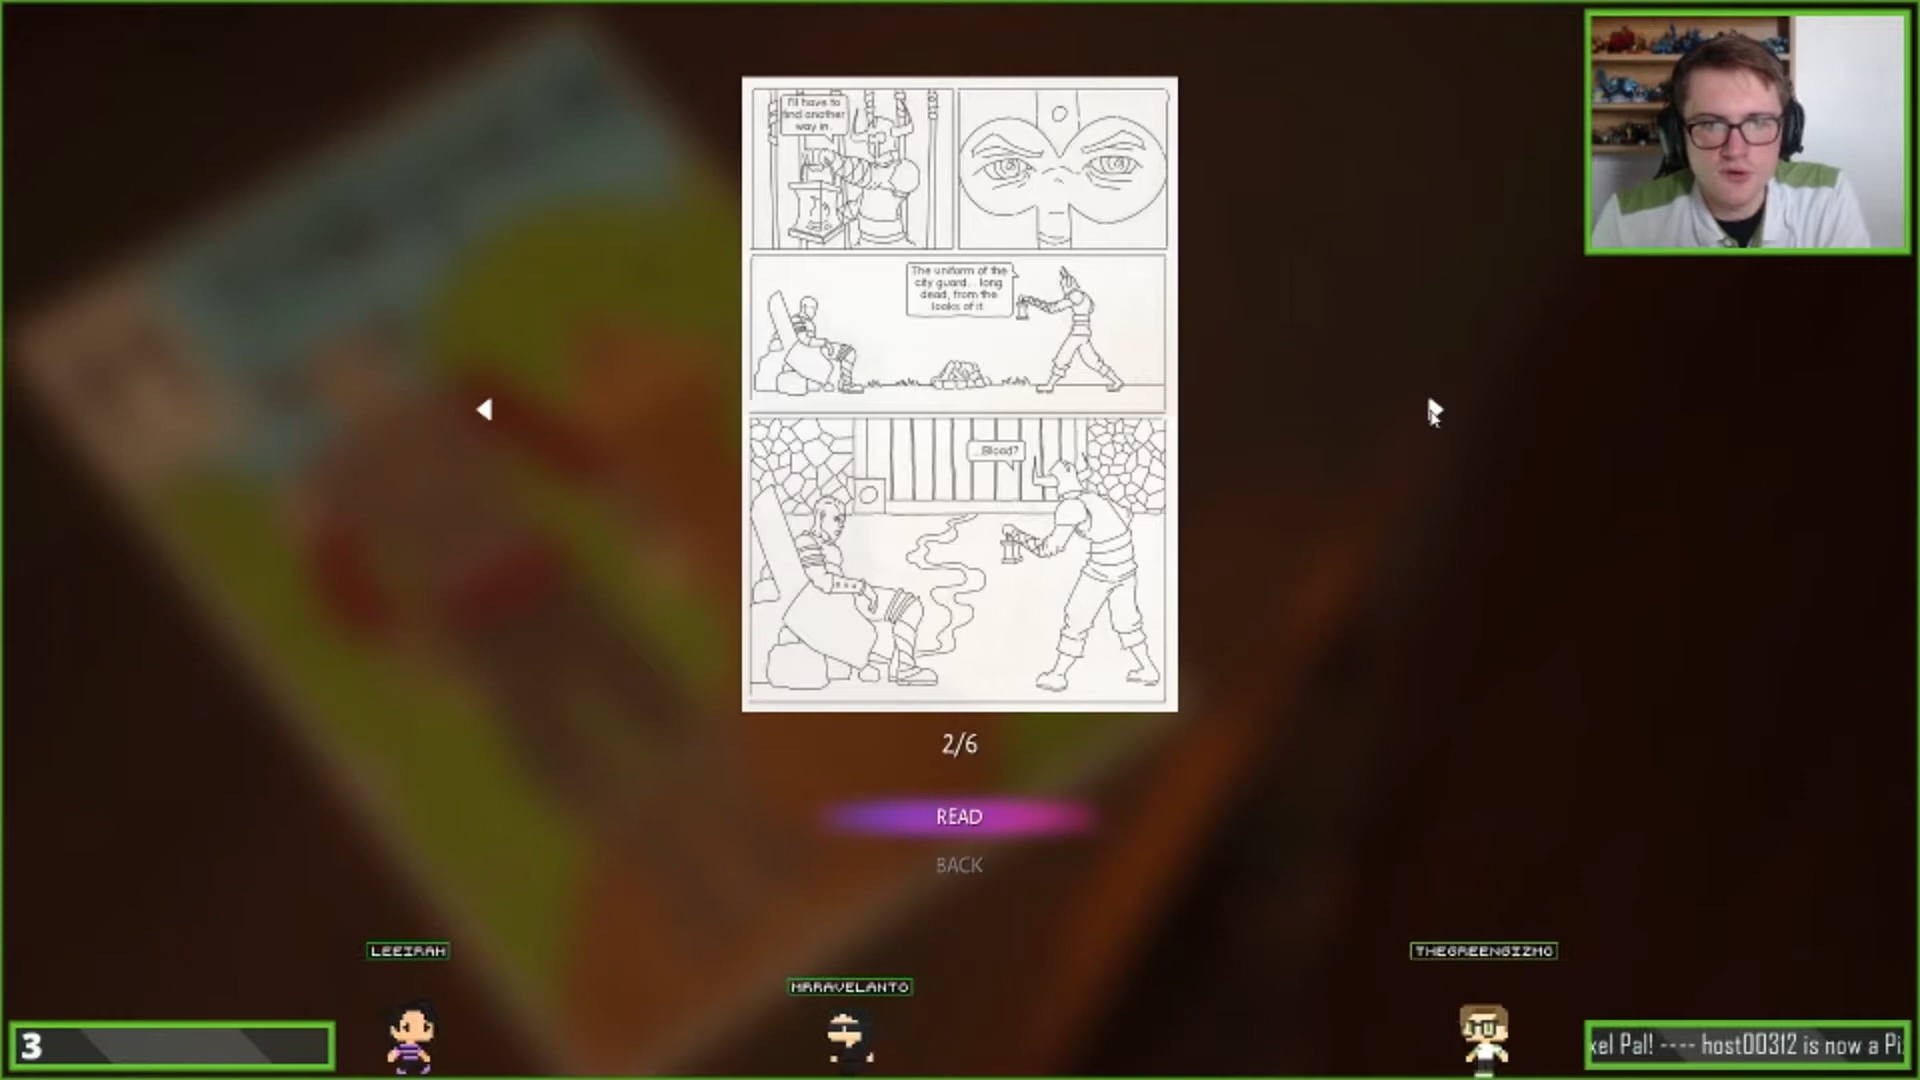 I'll have to
find another
way in.
The uniform of the
city guard... long
dead, from the
looks of it
...Blood?
2/6
READ
BACK
LEEIRAH
MRRAVELANTO
THEGREENGIZMO
3
xel Pal! ---- host00312 is now a Pi